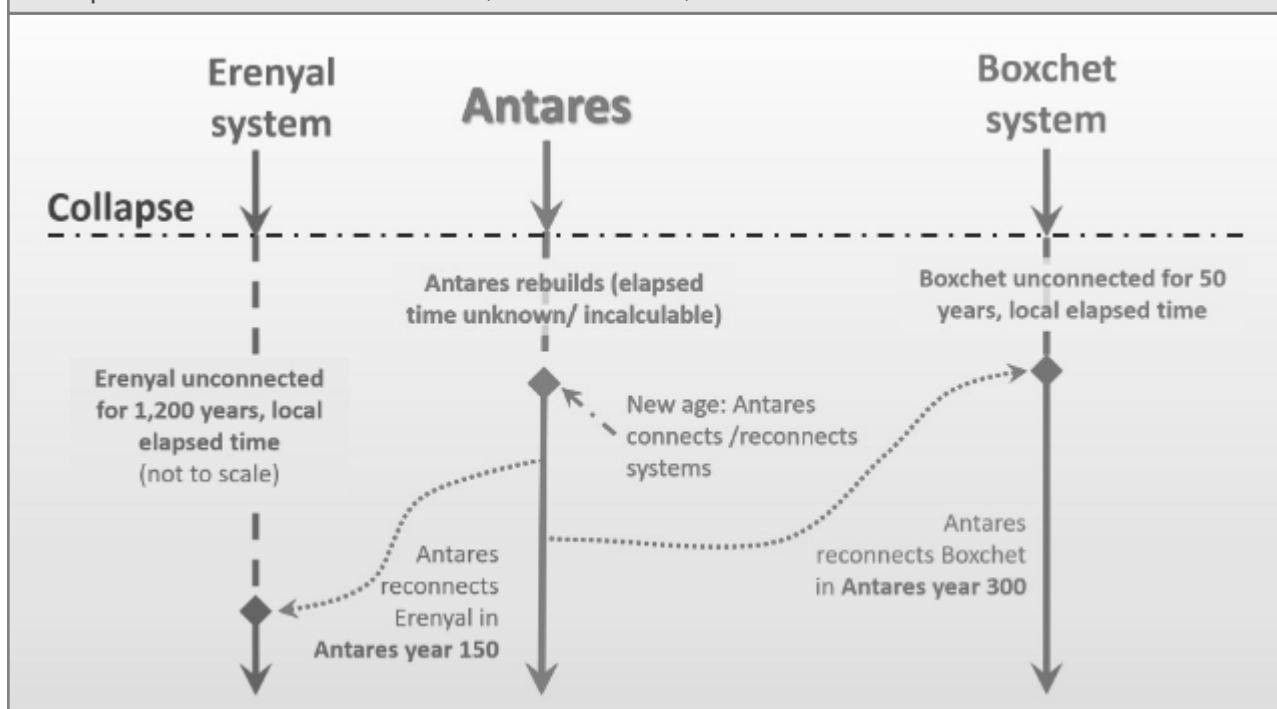 Erenyal
system
Antares
Boxchet
system
Collapse
Antares rebuilds (elapsed
time unknown/ incalculable)
Boxchet unconnected for 50
years, local elapsed time
Erenyal unconnected
for 1,200 years, local
elapsed time
(not to scale)
New age: Antares
connects /reconnects
systems
Antares
reconnects
Erenyal in
Antares year 150
Antares
reconnects Boxchet
in Antares year 300